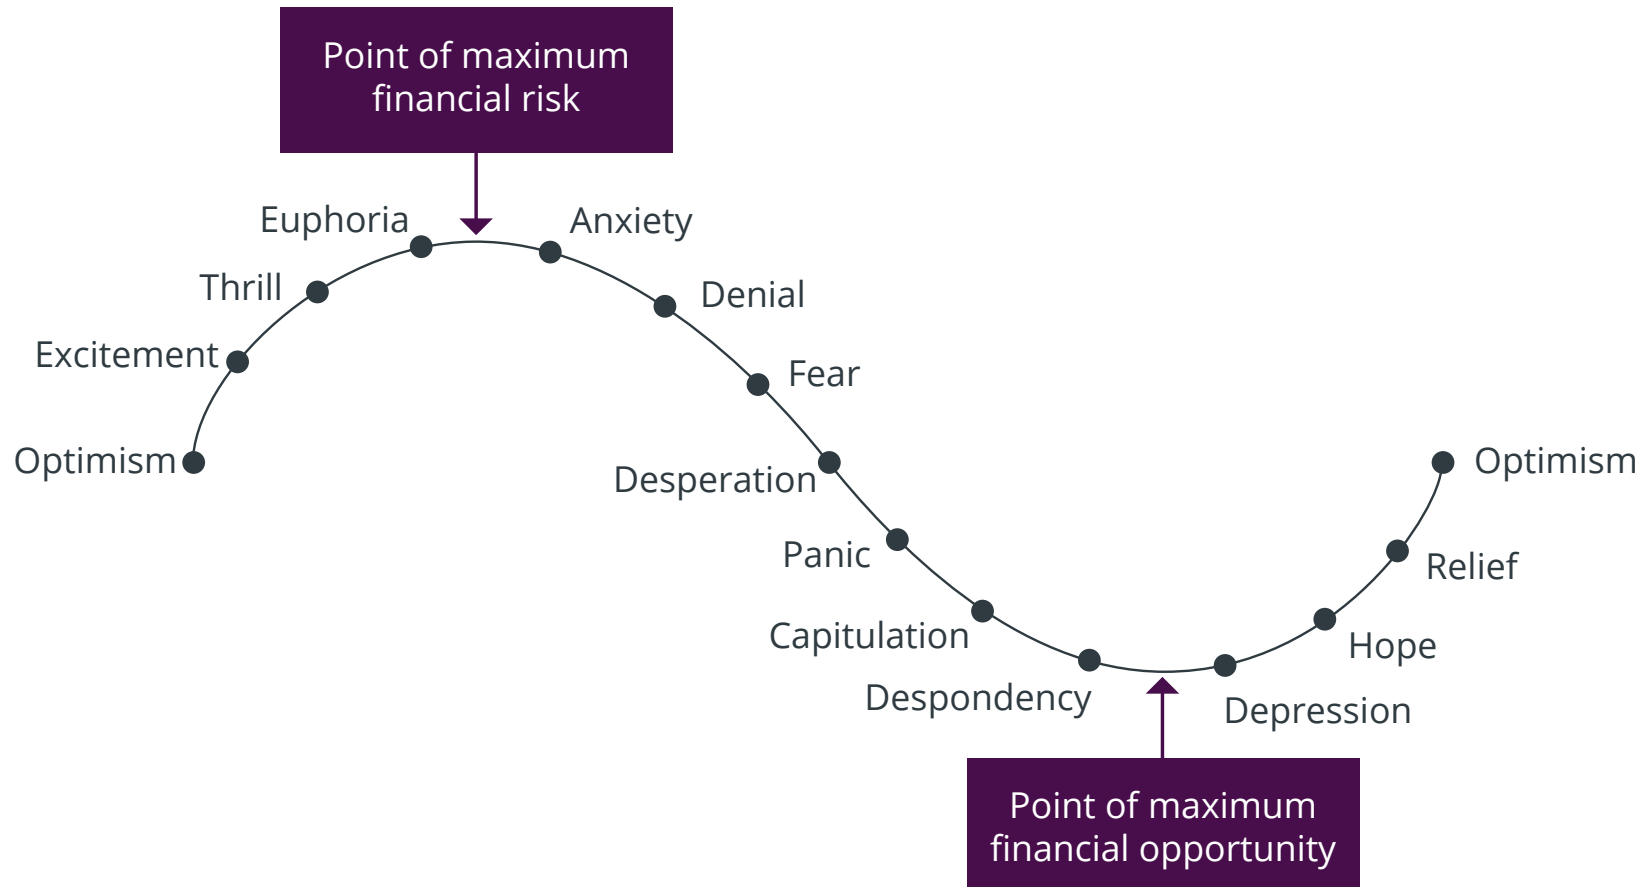 Point of maximum
financial risk
Euphoria
Anxiety
Thrill
Denial
Excitement
Fear
Optimism
Desperation
Optimism
Panic
Relief
Capitulation
Hope
Despondency
Depression
Point of maximum
financial opportunity